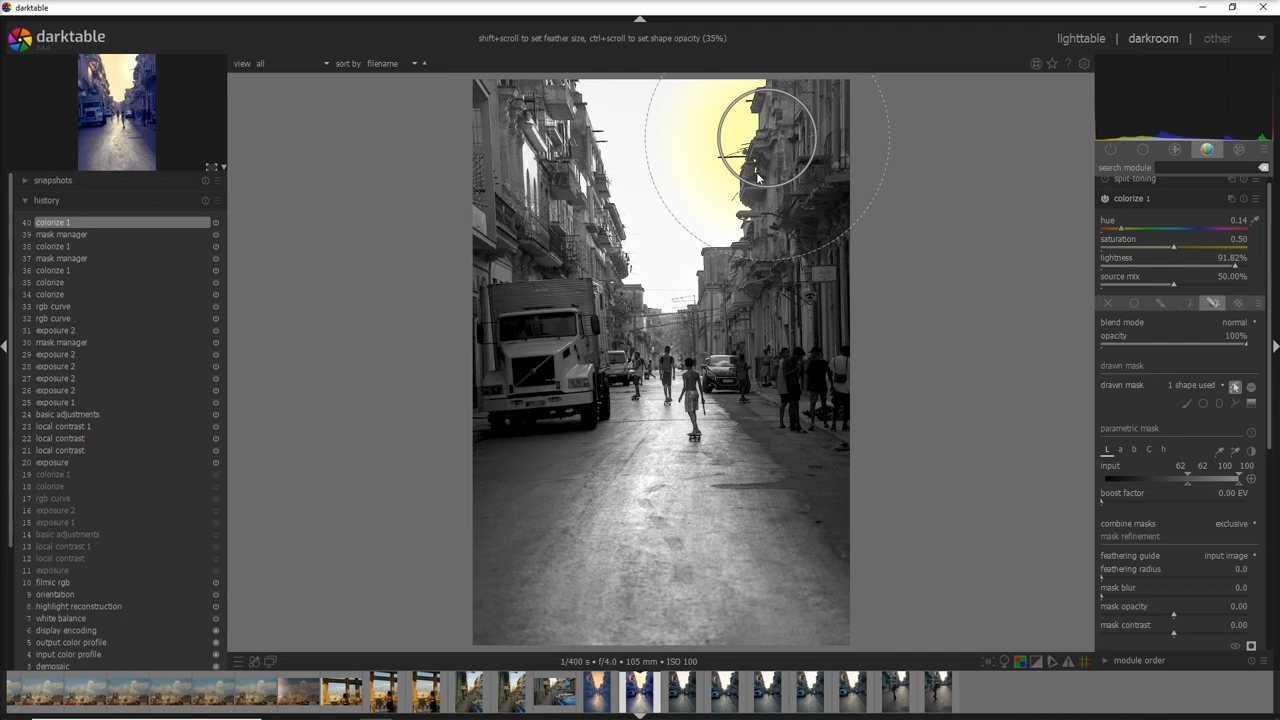 darktable
darktable
3.4.0
shift+scroll to set feather size, ctrl+scroll to set shape opacity (35%)
lighttable
darkroom
other
view all
sort by filename
search module
snapshots
history
40 colorize 1
39 mask manager
38 colorize 1
37 mask manager
36 colorize 1
35 colorize
34 colorize
33 rgb curve
32 rgb curve
31 exposure 2
30 mask manager
29 exposure 2
28 exposure 2
27 exposure 2
26 exposure 2
25 exposure 1
24 basic adjustments
23 local contrast 1
22 local contrast
21 local contrast
20 exposure
19 colorize 1
18 colorize
17 rgb curve
16 exposure 2
15 exposure 1
14 basic adjustments
13 local contrast 1
12 local contrast
11 exposure
10 filmic rgb
9 orientation
8 highlight reconstruction
7 white balance
6 display encoding
5 output color profile
4 input color profile
3 demosaic
split-toning
colorize 1
hue 0.14
saturation 0.50
lightness 91.82%
source mix 50.00%
blend mode normal
opacity 100%
drawn mask
drawn mask 1 shape used
parametric mask
L a b C h
input 62 62 100 100
boost factor 0.00 EV
combine masks exclusive
mask refinement
feathering guide input image
feathering radius 0.0
mask blur 0.0
mask opacity 0.00
mask contrast 0.00
module order
1/400 s • f/4.0 • 105 mm • ISO 100